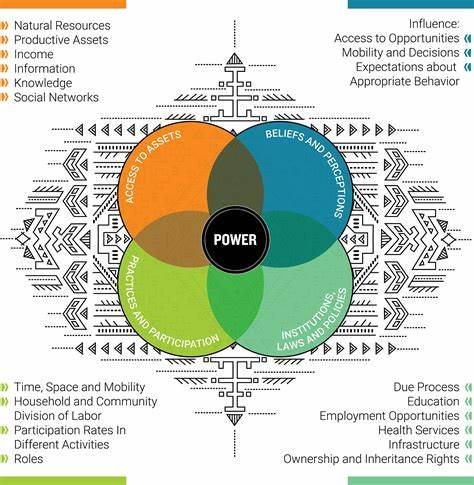 Natural Resources
Productive Assets
Income
Information
Knowledge
Social Networks
Influence:
Access to Opportunities
Mobility and Decisions
Expectations about
Appropriate Behavior
ACCESS TO ASSETS
BELIEFS AND PERCEPTIONS
POWER
PRACTICES AND PARTICIPATION
INSTITUTIONS,
LAWS AND POLICIES
Time, Space and Mobility
Household and Community
Division of Labor
Participation Rates In
Different Activities
Roles
Due Process
Education
Employment Opportunities
Health Services
Infrastructure
Ownership and Inheritance Rights